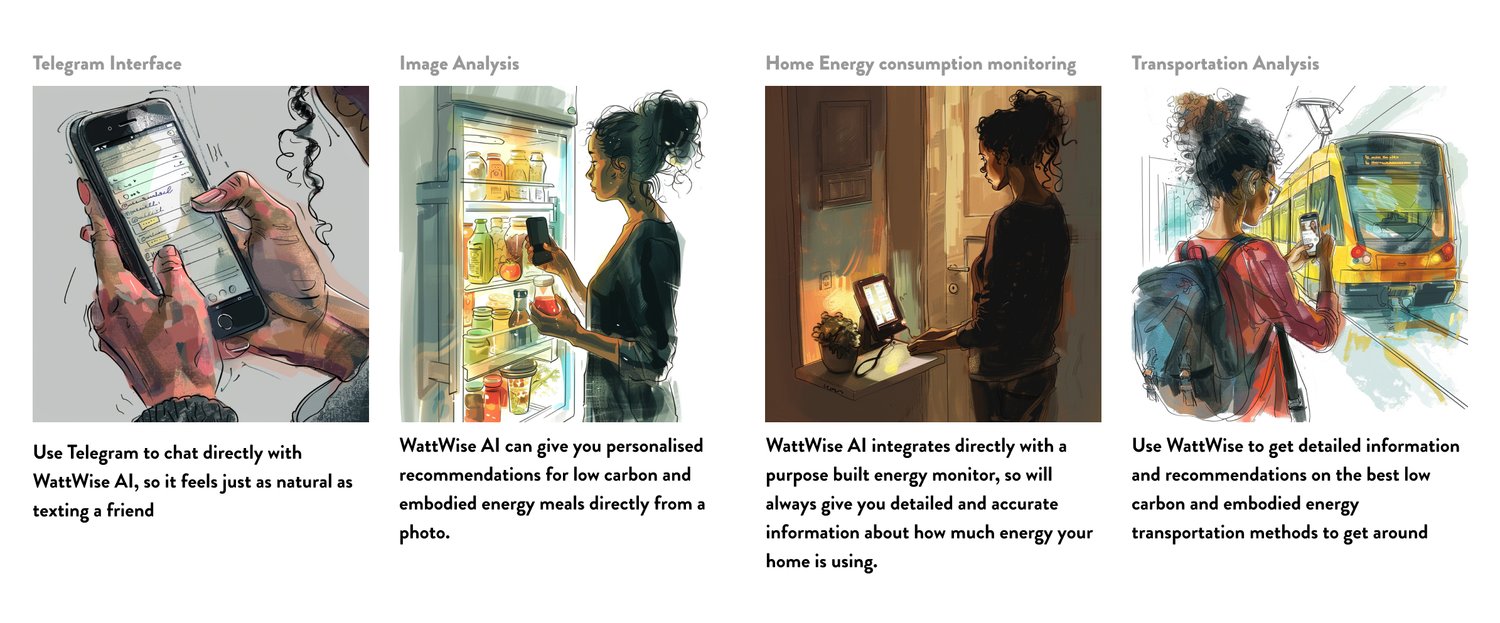 Telegram Interface
Use Telegram to chat directly with
WattWise AI, so it feels just as natural as
texting a friend
Image Analysis
WattWise AI can give you personalised
recommendations for low carbon and
embodied energy meals directly from a
photo.
Home Energy consumption monitoring
WattWise AI integrates directly with a
purpose built energy monitor, so will
always give you detailed and accurate
information about how much energy your
home is using.
Transportation Analysis
Use WattWise to get detailed information
and recommendations on the best low
carbon and embodied energy
transportation methods to get around